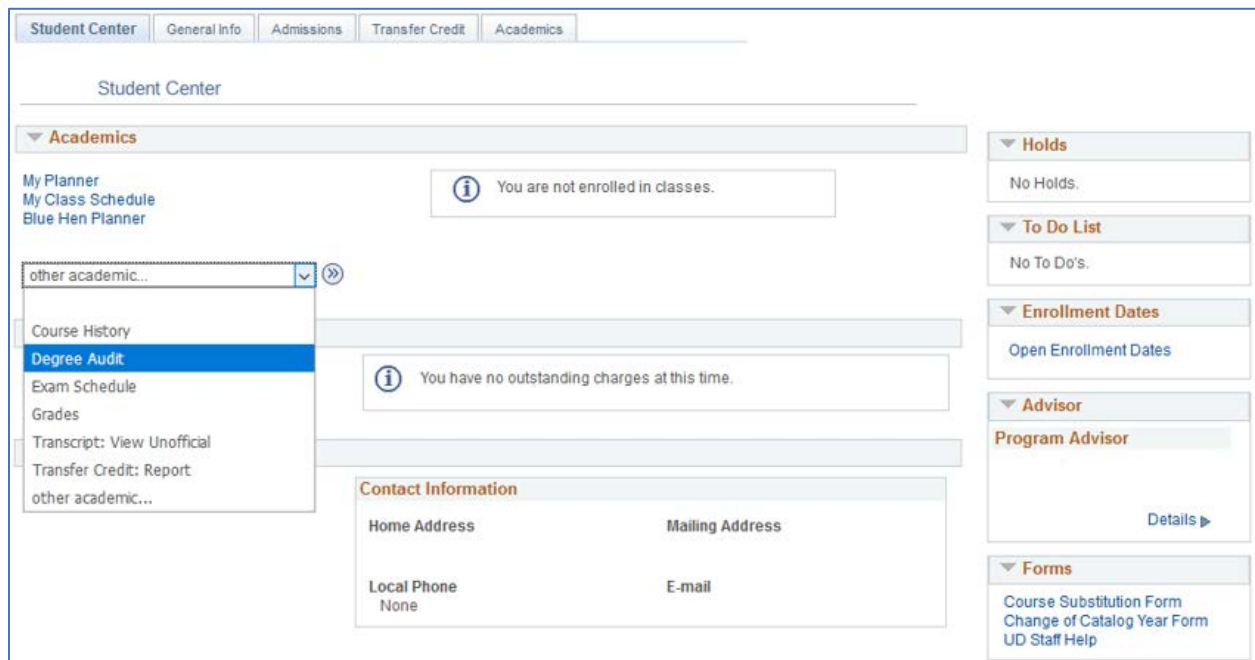 Student Center
General Info
Admissions
Transfer Credit
Academics
Student Center
Academics
My Planner
My Class Schedule
Blue Hen Planner
You are not enrolled in classes.
other academic...
Course History
Degree Audit
Exam Schedule
Grades
Transcript: View Unofficial
Transfer Credit: Report
other academic...
You have no outstanding charges at this time.
Contact Information
Home Address
Mailing Address
Local Phone
None
E-mail
Holds
No Holds.
To Do List
No To Do's.
Enrollment Dates
Open Enrollment Dates
Advisor
Program Advisor
Details
Forms
Course Substitution Form
Change of Catalog Year Form
UD Staff Help